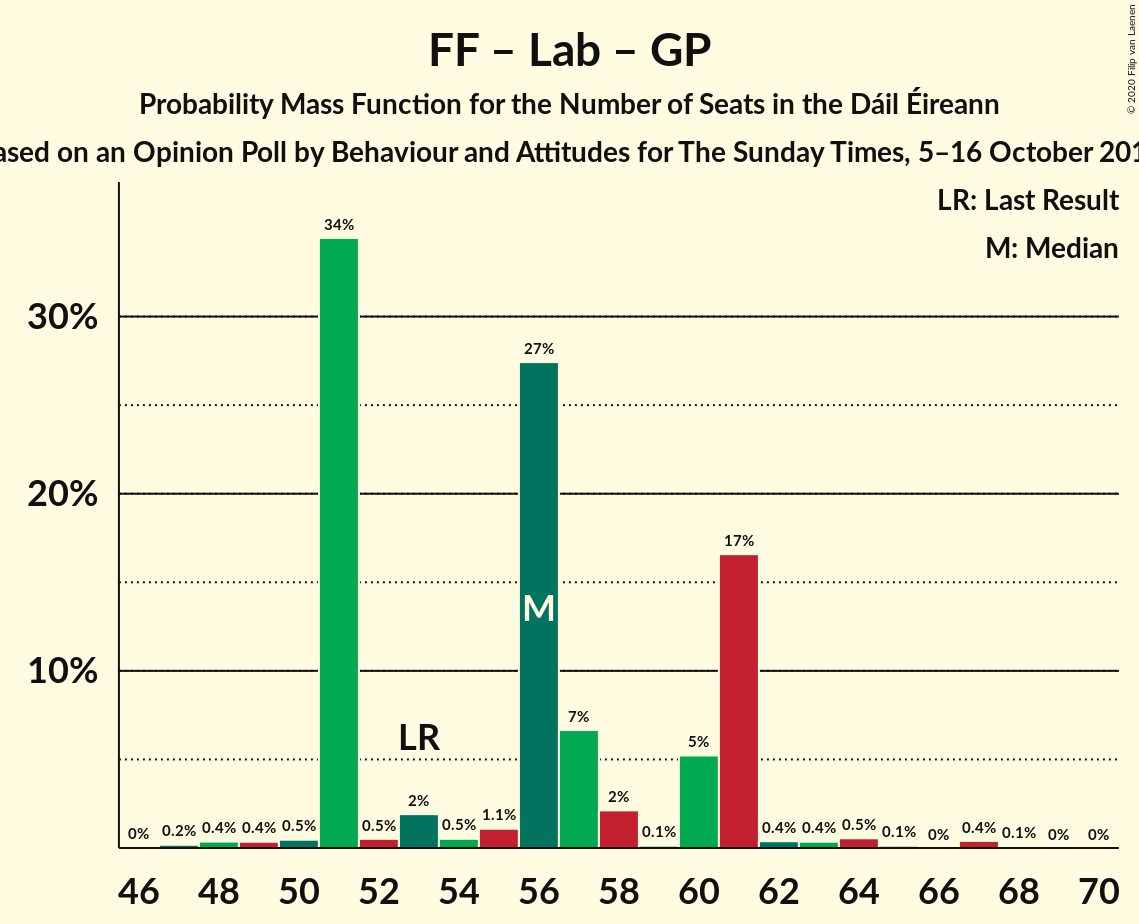 FF – Lab – GP
Probability Mass Function for the Number of Seats in the Dáil Éireann
on an Opinion Poll by Behaviour and Attitudes for The Sunday Times, 5–16 October
© 2020 Filip van Laenen
LR: Last Result
M: Median
34%
30%
27%
20%
17%
M
10%
7%
LR
5%
2%
2%
1.1%
0% 0.2% 0.4% 0.4% 0.5% 0.5% 0.5% 0.1% 0.4% 0.4% 0.5% 0.1% 0% 0.4% 0.1% 0% 0%
46 48 50 52 54 56 58 60 62 64 66 68 70